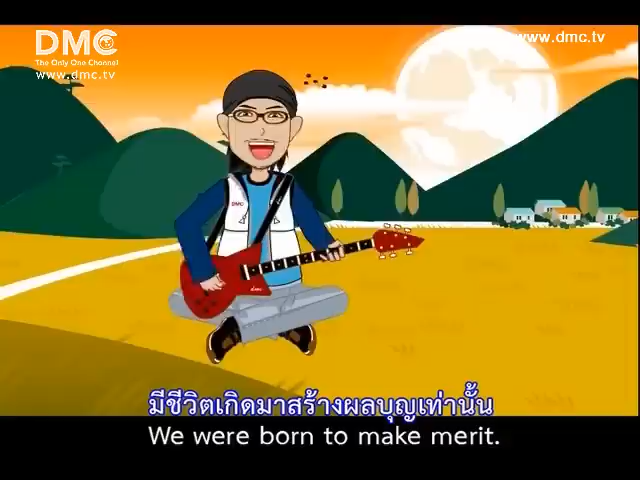 DMC
The Only One Channel
www.dmc.tv
www.dmc.tv
DMC
dmc
มีชีวิตเกิดมาสร้างผลบุญเท่านั้น
We were born to make merit.